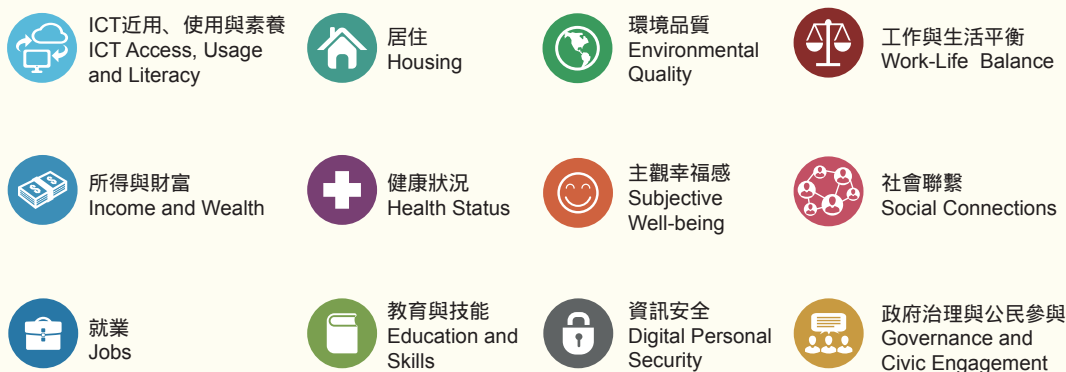 ICT近用、使用與素養
ICT Access, Usage
and Literacy
居住
Housing
環境品質
Environmental
Quality
工作與生活平衡
Work-Life Balance
所得與財富
Income and Wealth
健康狀況
Health Status
主觀幸福感
Subjective
Well-being
社會聯繫
Social Connections
就業
Jobs
教育與技能
Education and
Skills
資訊安全
Digital Personal
Security
政府治理與公民參與
Governance and
Civic Engagement